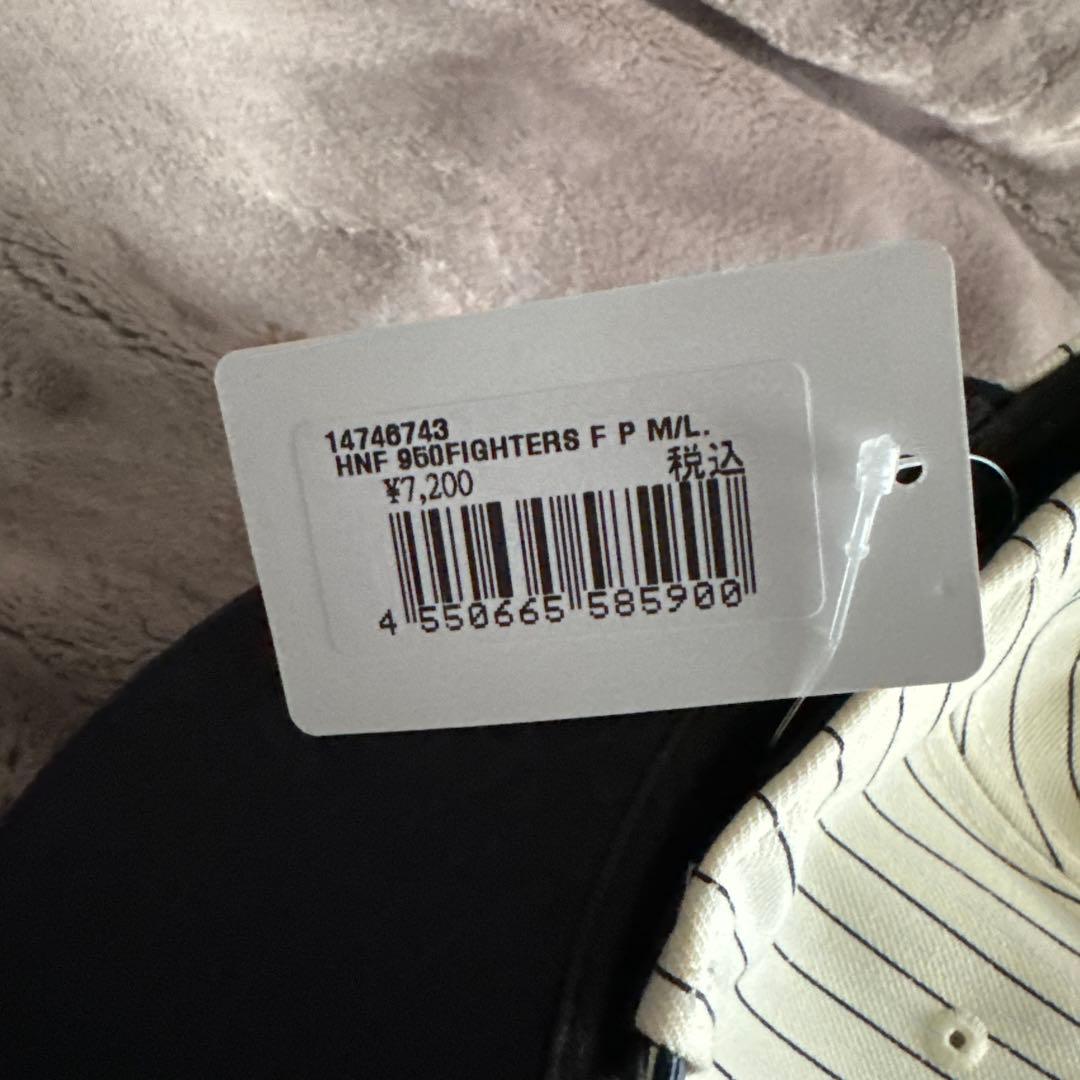 14746743
HNF 950FIGHTERS F P M/L.
¥7,200 税込
4 550665 585900